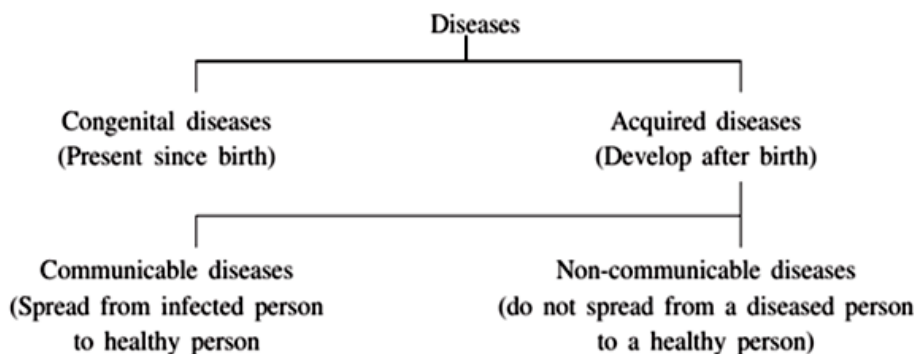 Diseases
Congenital diseases
(Present since birth)
Acquired diseases
(Develop after birth)
Communicable diseases
(Spread from infected person
to healthy person
Non-communicable diseases
(do not spread from a diseased person
to a healthy person)